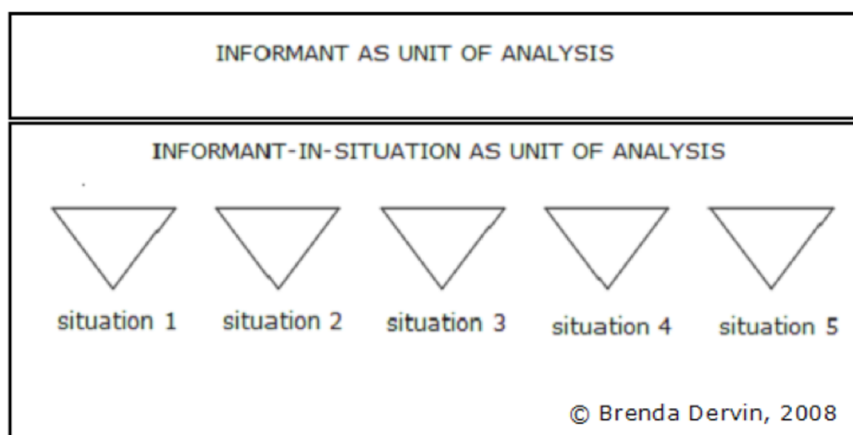 INFORMANT AS UNIT OF ANALYSIS
INFORMANT-IN-SITUATION AS UNIT OF ANALYSIS
situation 1 situation 2 situation 3 situation 4 situation 5
© Brenda Dervin, 2008